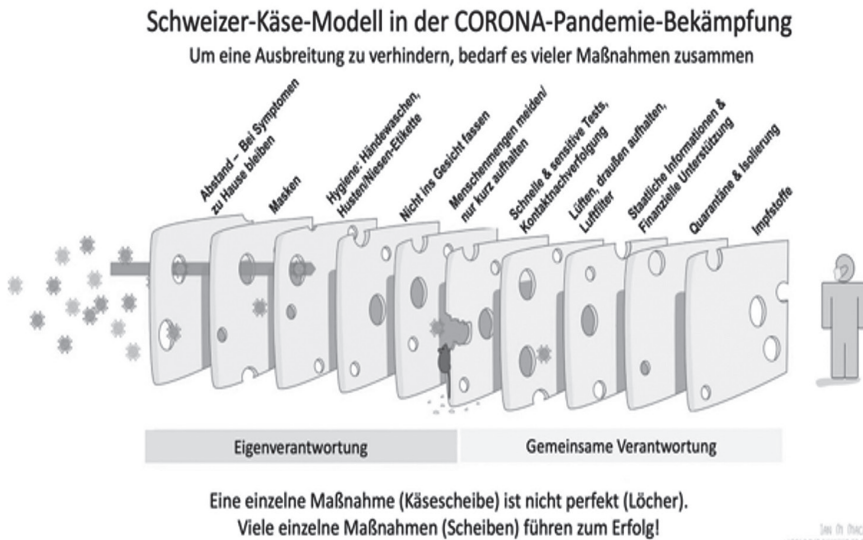 Schweizer-Käse-Modell in der CORONA-Pandemie-Bekämpfung
Um eine Ausbreitung zu verhindern, bedarf es vieler Maßnahmen zusammen
Abstand – Bei Symptomen
zu Hause bleiben
Masken
Hygiene: Händewaschen,
Husten/Niesen-Etikette
Nicht ins Gesicht fassen
Menschenmengen meiden/
nur kurz aufhalten
Schnelle & sensitive Tests,
Kontaktnachverfolgung
Lüften, draußen aufhalten,
Luftfilter
Staatliche Informationen &
Finanzielle Unterstützung
Quarantäne & Isolierung
Impfstoffe
Eigenverantwortung
Gemeinsame Verantwortung
Eine einzelne Maßnahme (Käsescheibe) ist nicht perfekt (Löcher).
Viele einzelne Maßnahmen (Scheiben) führen zum Erfolg!